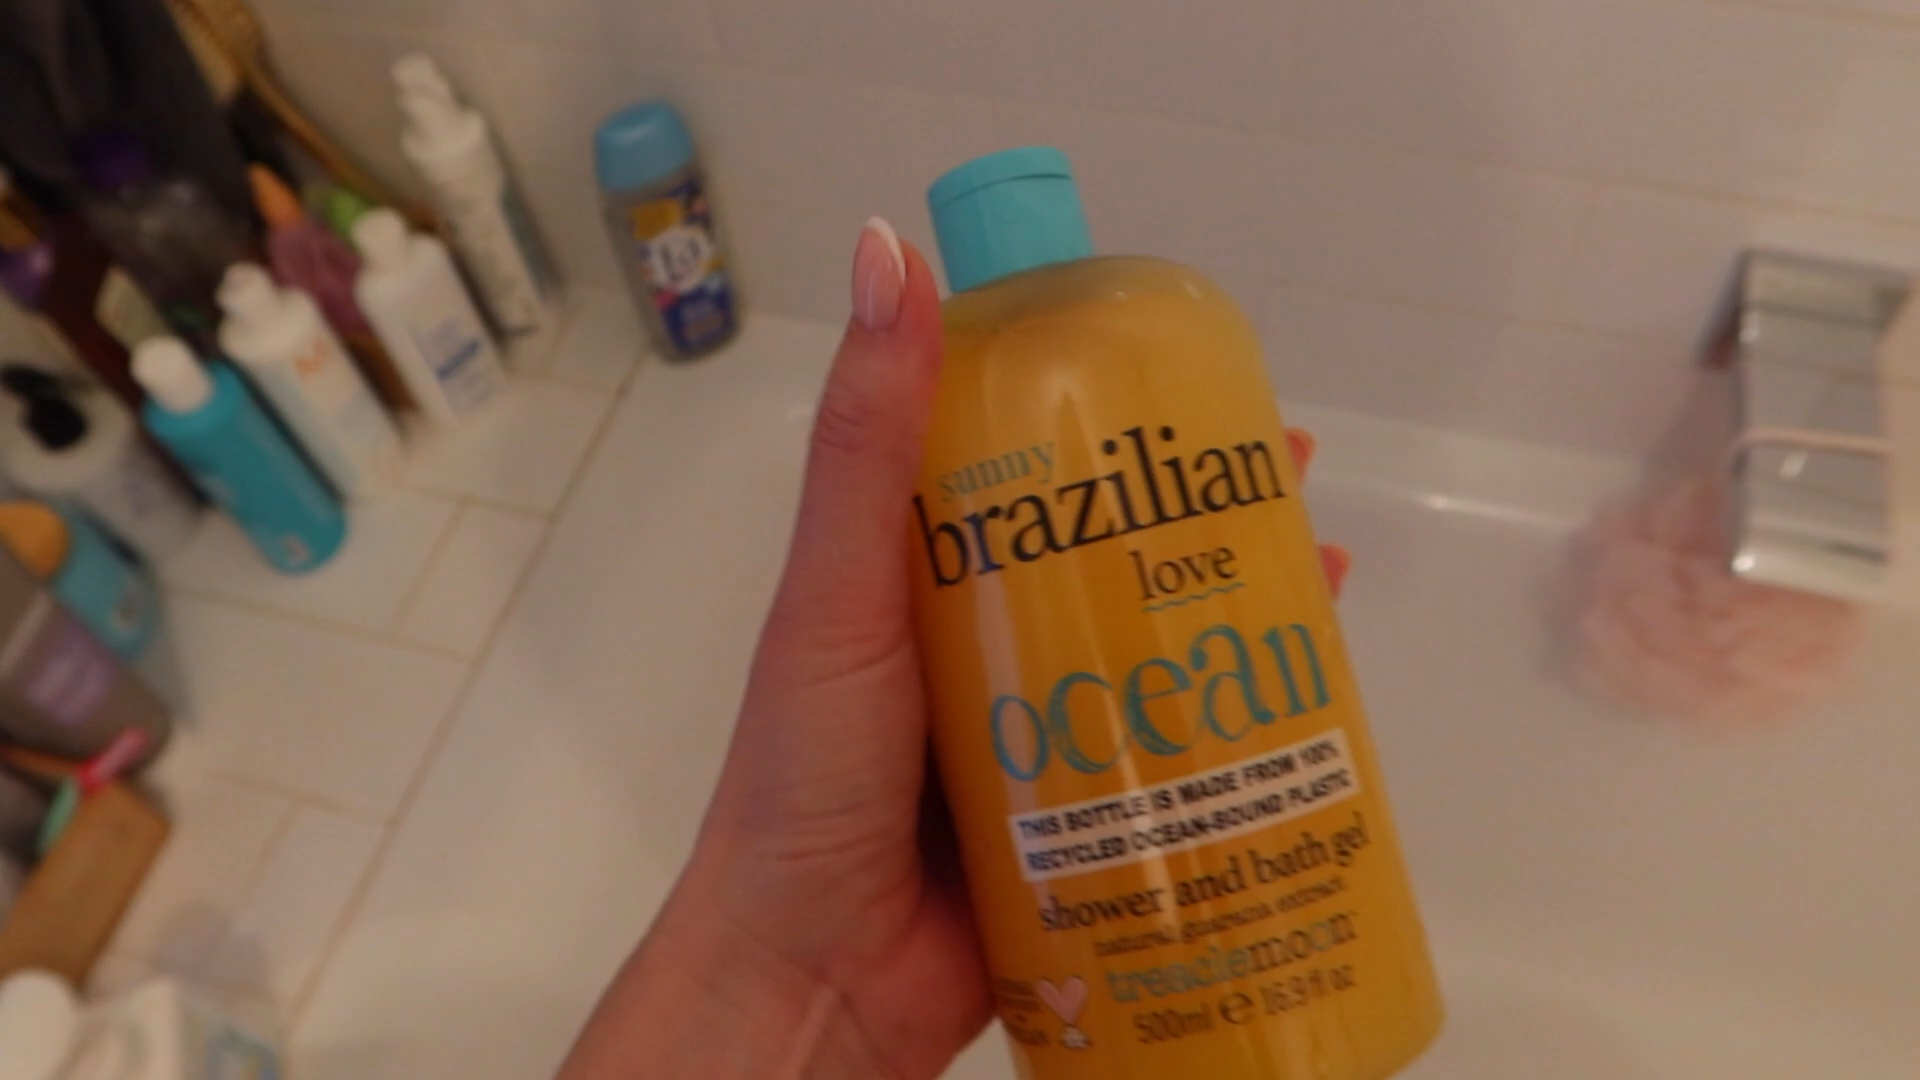 sunny
brazilian
love
ocean
THIS BOTTLE IS MADE FROM 100%
RECYCLED OCEAN-BOUND PLASTIC
shower and bath gel
natural guarana extract
treaclemoon
500ml e 16.9 fl oz